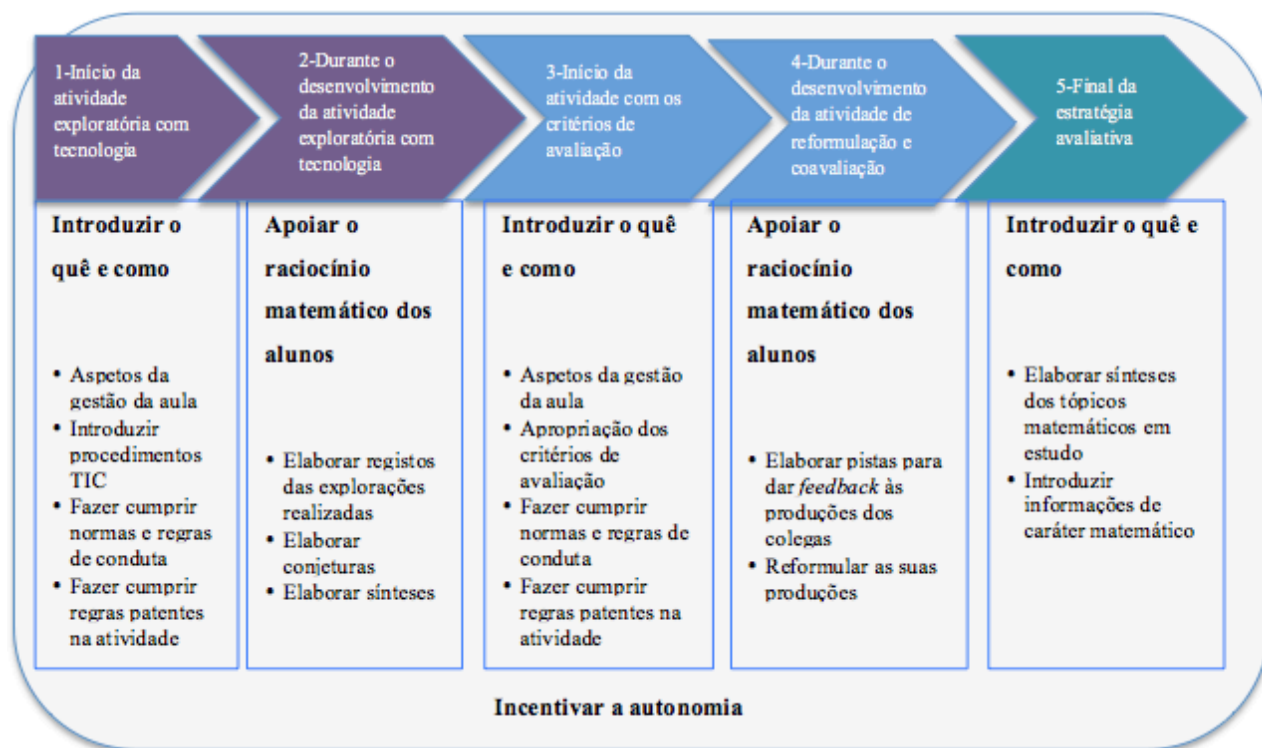 1-Início da
atividade
exploratória com
tecnologia
2-Durante o
desenvolvimento
da atividade
exploratória com
tecnologia
3-Início da
atividade com os
critérios de
avaliação
4-Durante o
desenvolvimento
da atividade de
reformulação e
coavaliação
5-Final da
estratégia
avaliativa
Introduzir o
quê e como
• Aspetos da
gestão da aula
• Introduzir
procedimentos
TIC
• Fazer cumprir
normas e regras
de conduta
• Fazer cumprir
regras patentes
na atividade
Apoiar o
raciocínio
matemático dos
alunos
• Elaborar registos
das explorações
realizadas
• Elaborar
conjeturas
• Elaborar sínteses
Introduzir o quê
e como
• Aspetos da gestão
da aula
• Apropriação dos
critérios de
avaliação
• Fazer cumprir
normas e regras de
conduta
• Fazer cumprir
regras patentes na
atividade
Apoiar o
raciocínio
matemático dos
alunos
• Elaborar pistas para
dar feedback às
produções dos
colegas
• Reformular as suas
produções
Introduzir o quê e
como
• Elaborar sínteses
dos tópicos
matemáticos em
estudo
• Introduzir
informações de
caráter matemático
Incentivar a autonomia